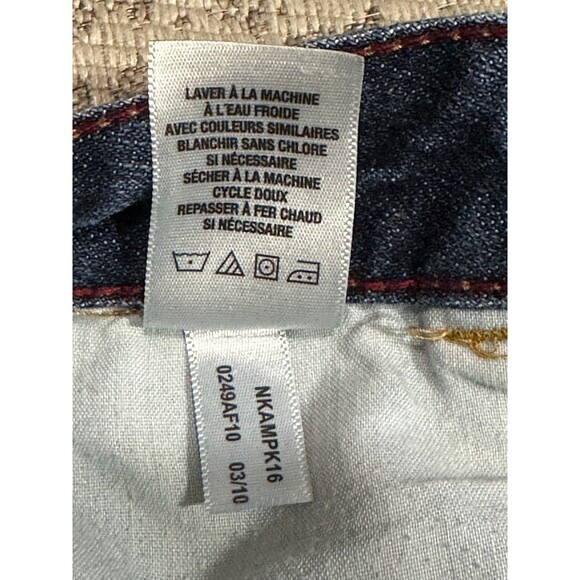 LAVER À LA MACHINE
À L'EAU FROIDE
AVEC COULEURS SIMILAIRES
BLANCHIR SANS CHLORE
SI NÉCESSAIRE
SÉCHER À LA MACHINE
CYCLE DOUX
REPASSER À FER CHAUD
SI NÉCESSAIRE
NKAMPK16
0249AF10 03/10